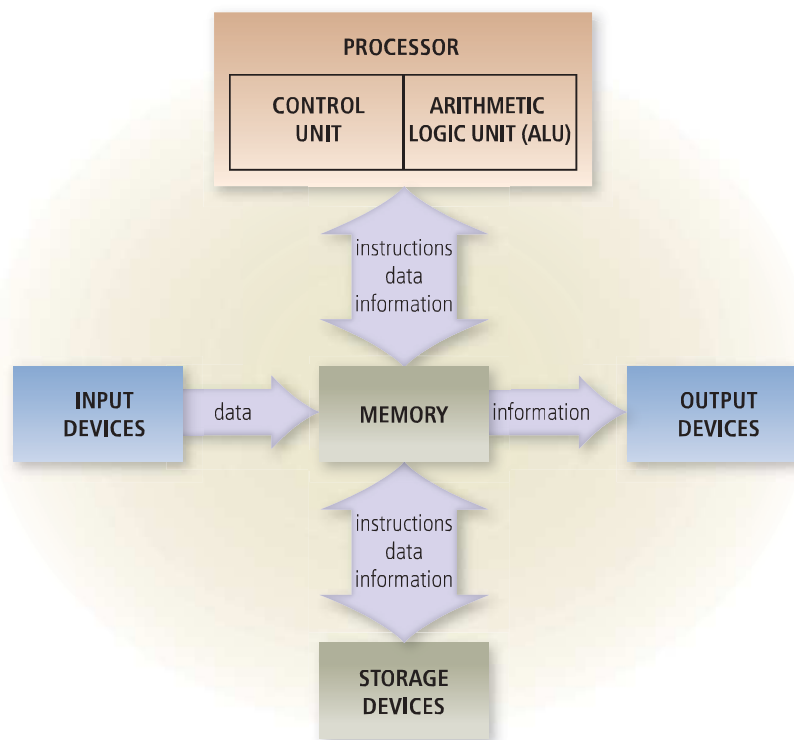 PROCESSOR
CONTROL
UNIT
ARITHMETIC
LOGIC UNIT (ALU)
instructions
data
information
INPUT
DEVICES
data
MEMORY
information
OUTPUT
DEVICES
instructions
data
information
STORAGE
DEVICES